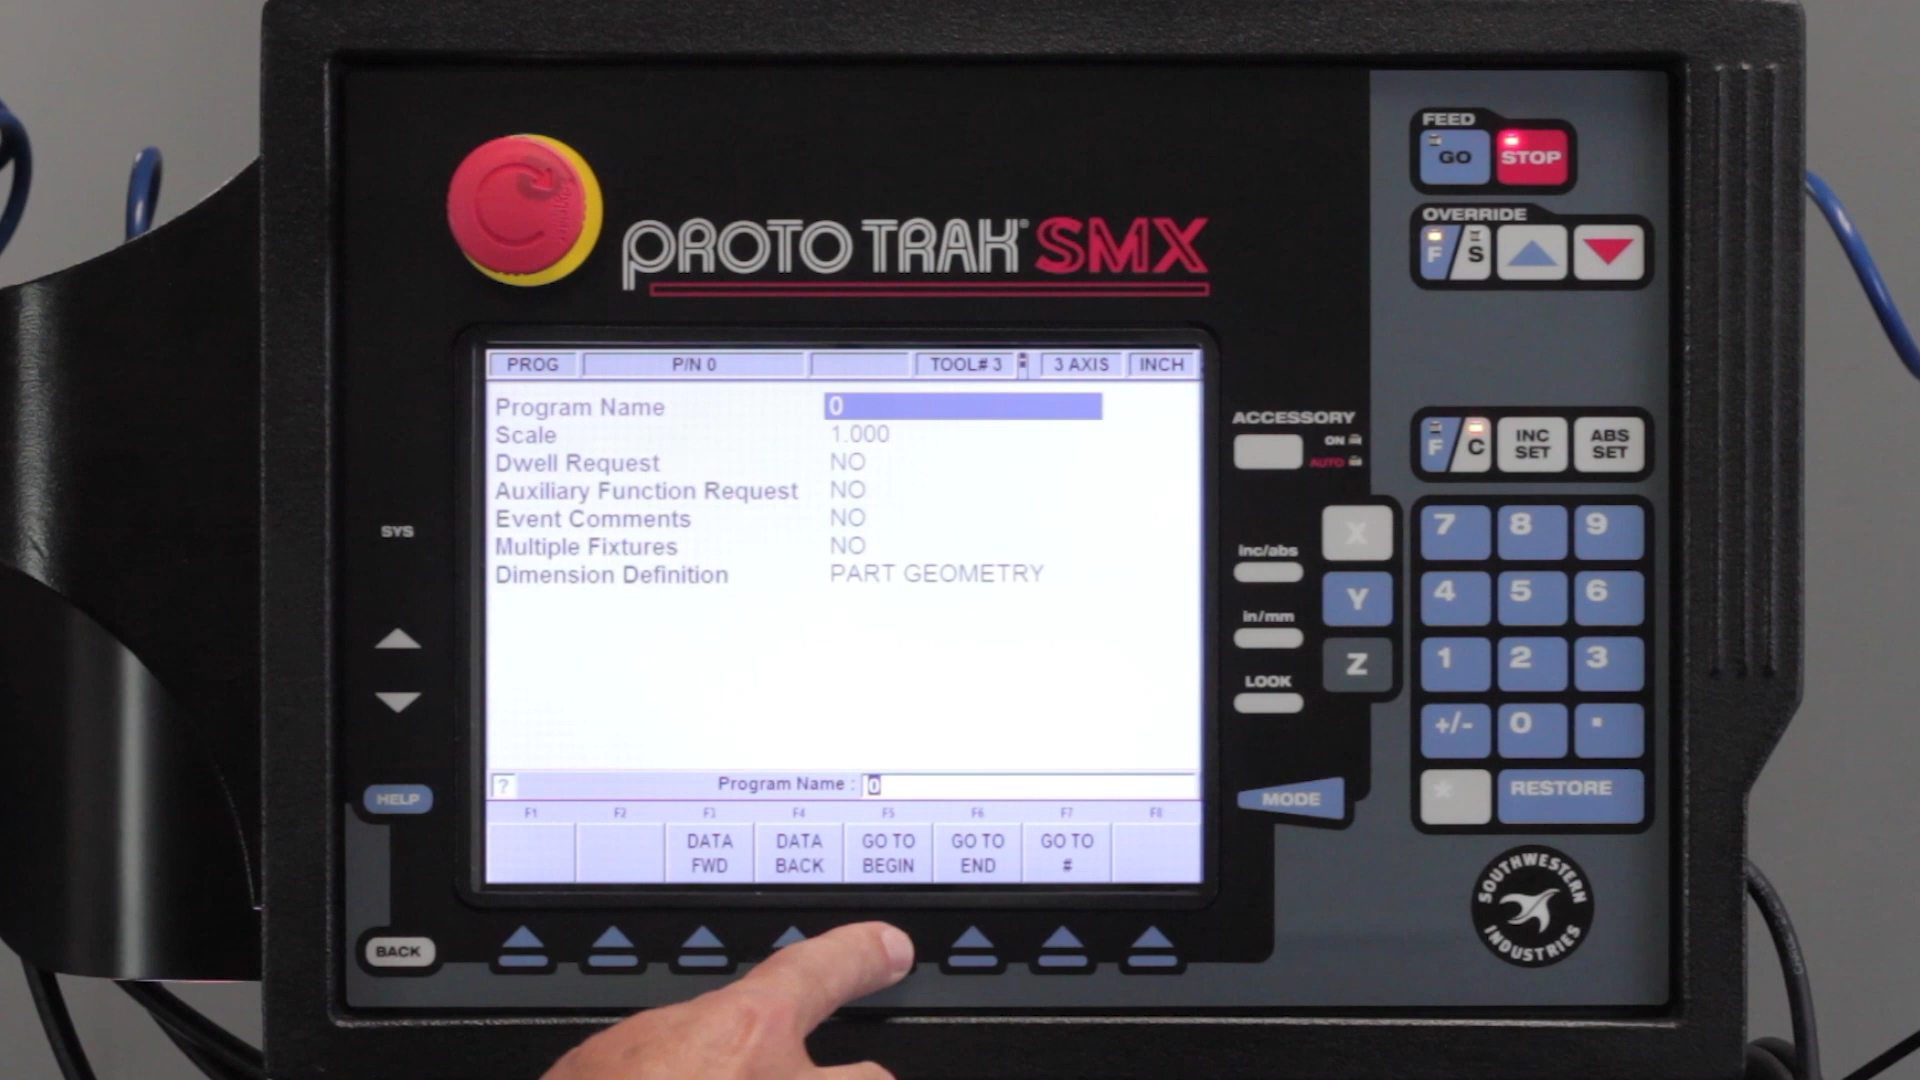 FEED
GO STOP
OVERRIDE
F/S
PROTO TRAK® SMX
PROG P/N 0 TOOL# 3 3 AXIS INCH
Program Name 0
Scale 1.000
Dwell Request NO
Auxiliary Function Request NO
Event Comments NO
Multiple Fixtures NO
Dimension Definition PART GEOMETRY
? Program Name : 0
F1 F2 F3 F4 F5 F6 F7 F8
DATA FWD DATA BACK GO TO BEGIN GO TO END GO TO #
SYS
HELP
BACK
ACCESSORY
ON
AUTO
inc/abs
in/mm
LOOK
MODE
F/C INC SET ABS SET
X
Y
Z
7 8 9
4 5 6
1 2 3
+/- 0 .
* RESTORE
SOUTHWESTERN
INDUSTRIES